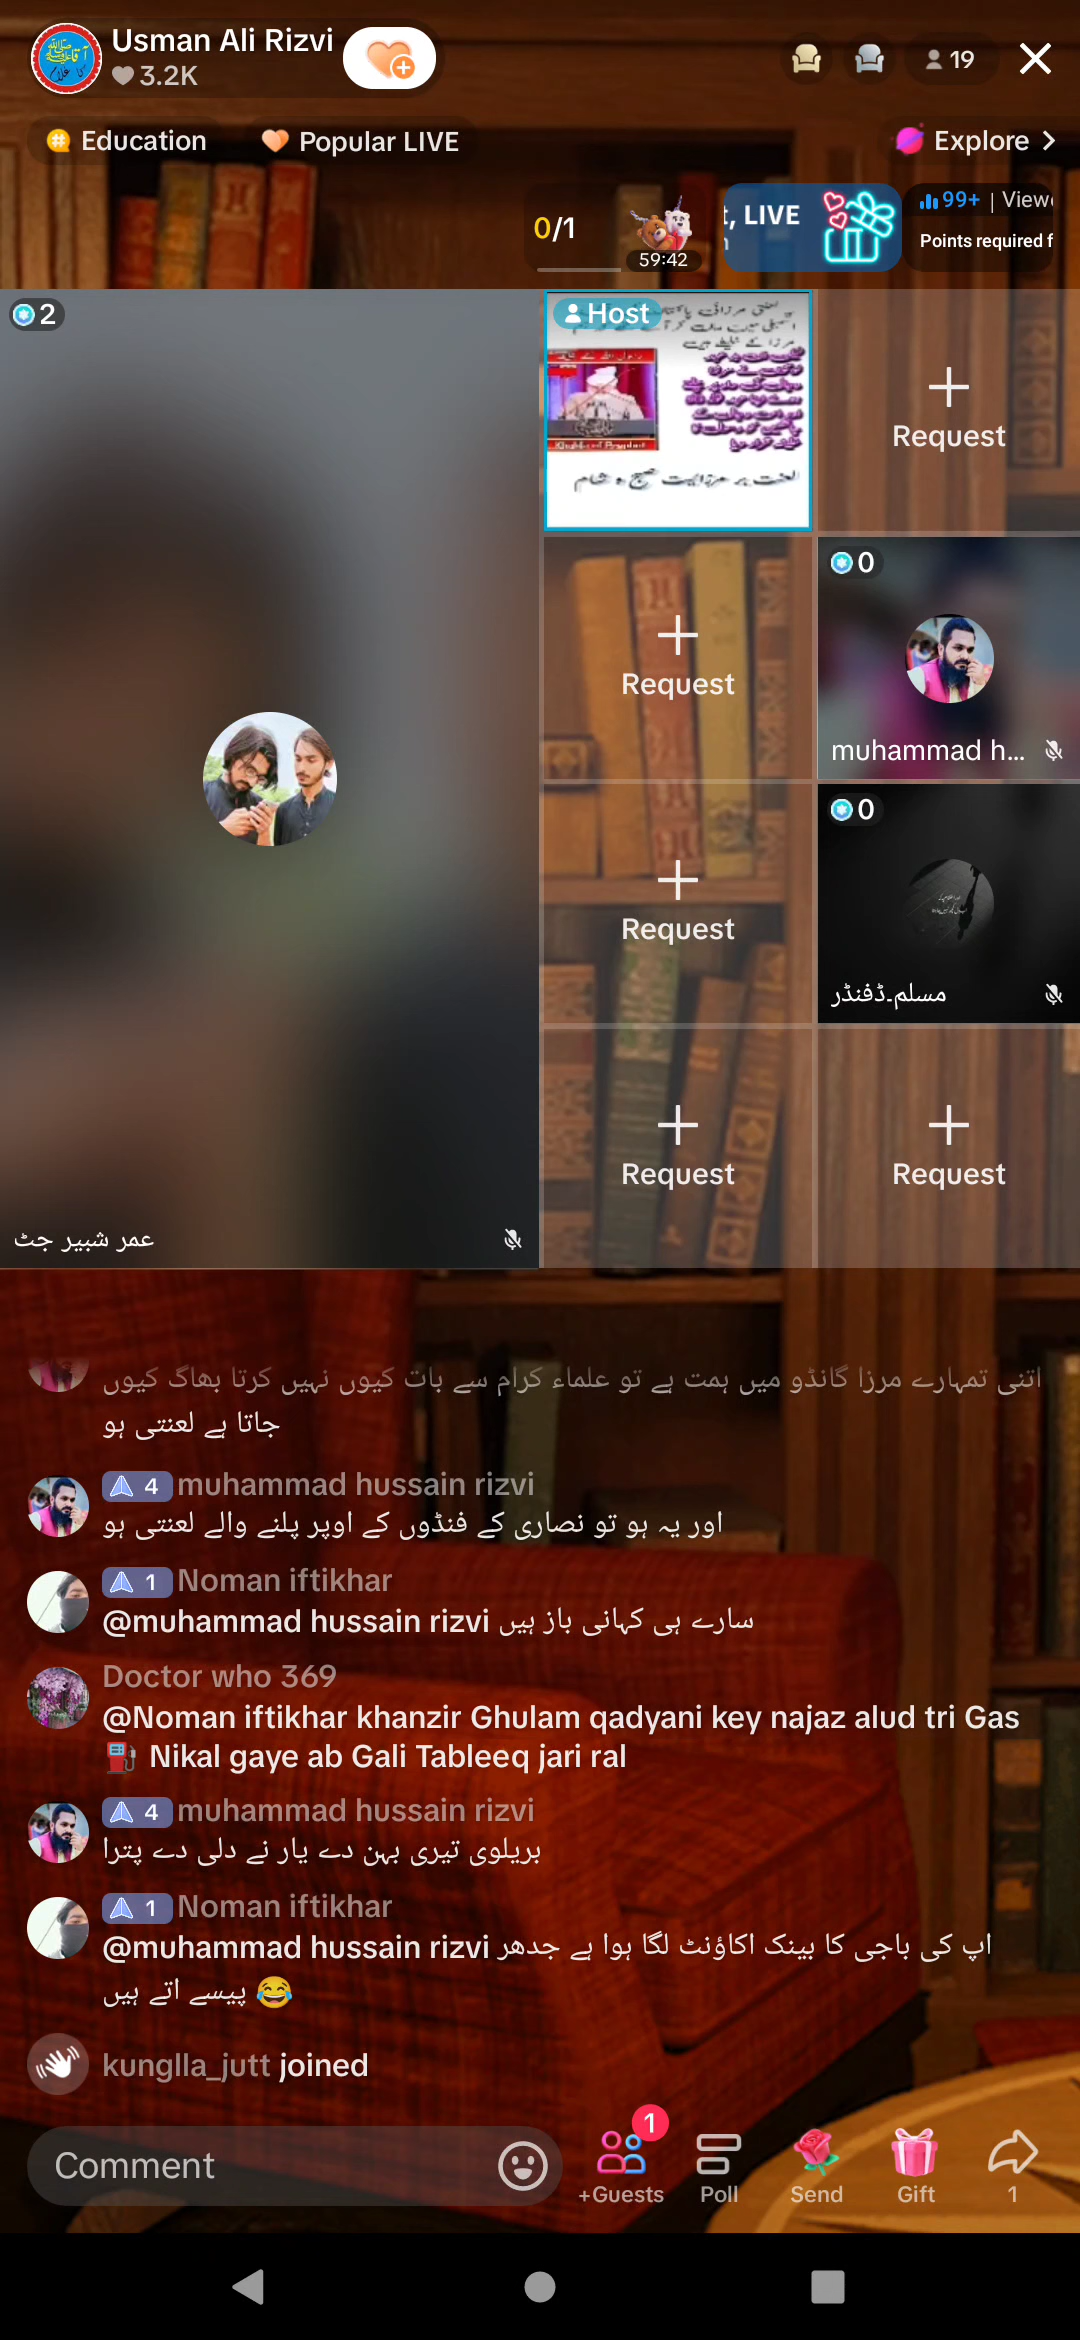 Usman Ali Rizvi
3.2K
19
Education
Popular LIVE
Explore
0/1
59:42
, LIVE
99+ | View
Points required f
2
Host
Request
لعنت بر مرزائیت صبح و شام
Request
0
muhammad h...
Request
0
مسلم۔ڈفنڈر
Request
Request
عمر شبیر جٹ
اتنی تمہارے مرزا گانڈو میں ہمت ہے تو علماء کرام سے بات کیوں نہیں کرتا بھاگ کیوں
جاتا ہے لعنتی ہو
4 muhammad hussain rizvi
اور یہ ہو تو نصاری کے فنڈوں کے اوپر پلنے والے لعنتی ہو
1 Noman iftikhar
@muhammad hussain rizvi سارے ہی کہانی باز ہیں
Doctor who 369
@Noman iftikhar khanzir Ghulam qadyani key najaz alud tri Gas
⛽ Nikal gaye ab Gali Tableeq jari ral
4 muhammad hussain rizvi
بریلوی تیری بہن دے یار نے دلی دے پترا
1 Noman iftikhar
@muhammad hussain rizvi اپ کی باجی کا بینک اکاؤنٹ لگا ہوا ہے جدھر
پیسے اتے ہیں 😂
kunglla_jutt joined
Comment
1
+Guests
Poll
Send
Gift
1